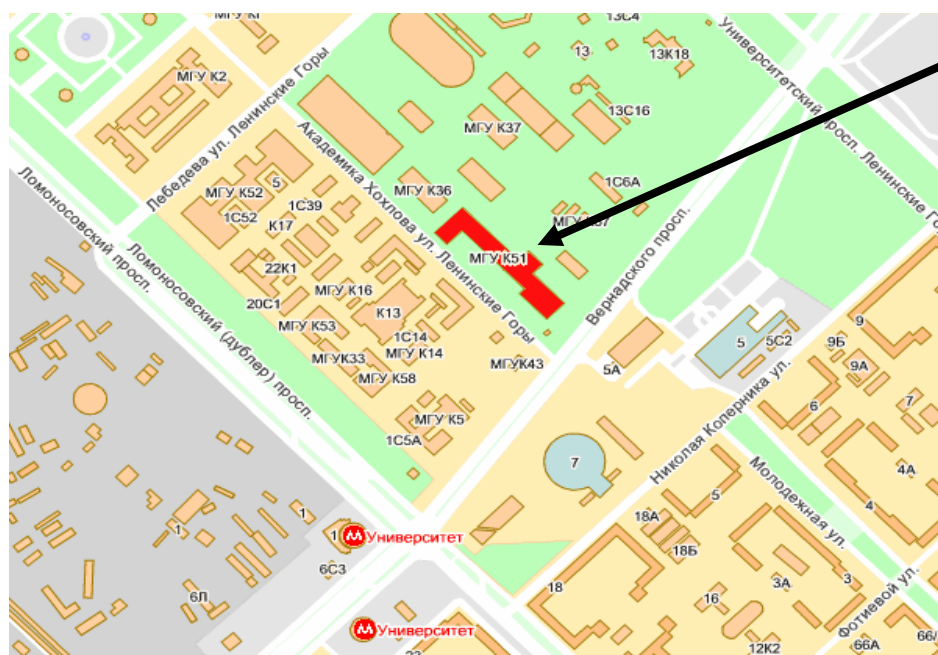 МГУ КГ
13С4
МГУ К2
13
13К18
Университетский просп. Ленинские Го
Лебедева ул. Ленинские Горы
Академика Хохлова ул. Ленинские Горы
13С16
МГУ К37
1С6А
МГУ К36
МГУ К52
5
1С39
1С52
К17
МГУ К51
Вернадского просп.
Ломоносовский просп.
Ломоносовский (дублер) просп.
22К1
МГУ К16
20С1
К13
МГУ К53
1С14
МГУК33
МГУ К14
МГУ К58
МГУК43
МГУ К5
1С5А
5А
5
5С2
9
9Б
9А
7
6
Николая Коперника ул.
Молодежная ул.
4А
4
7
5
18А
18Б
18
16
3А
3
Фотиевой ул.
12К2
66А
1
1
1
Университет
6С3
6Л
Университет